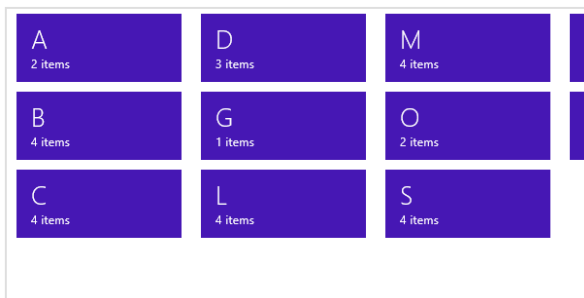 A
2 items
B
4 items
C
4 items
D
3 items
G
1 items
L
4 items
M
4 items
O
2 items
S
4 items